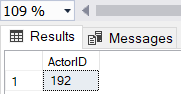 109 %
Results Messages
ActorID
1 192